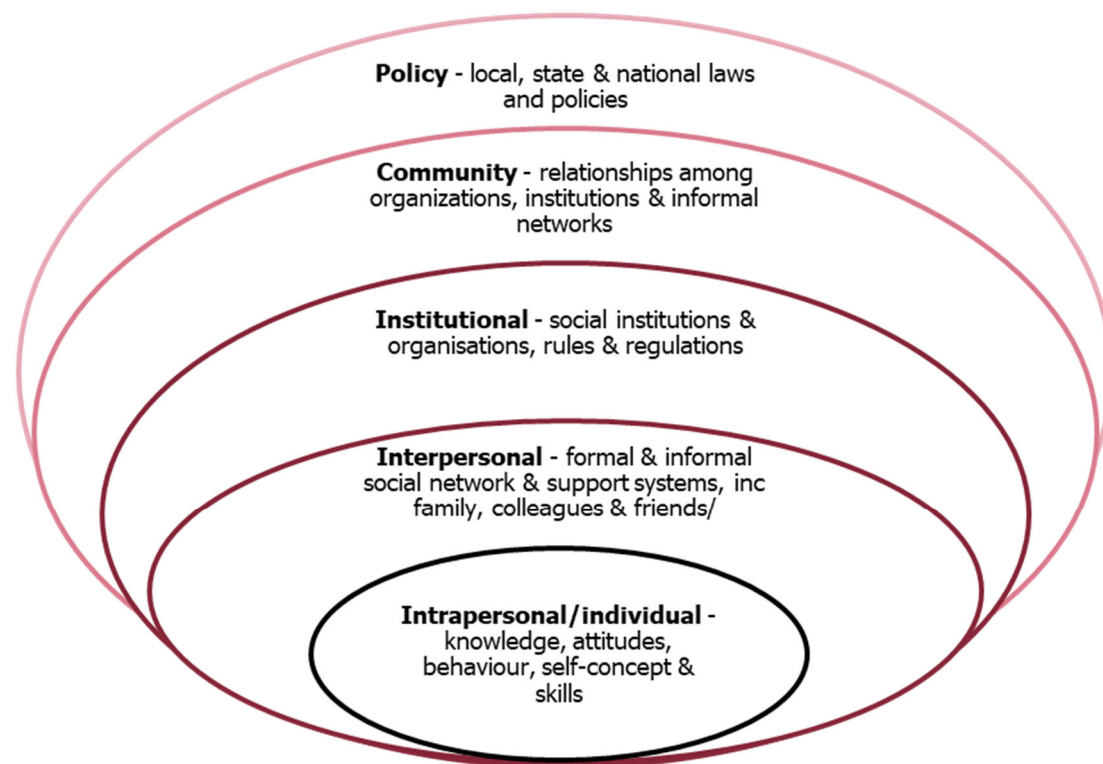 Policy - local, state & national laws
and policies
Community - relationships among
organizations, institutions & informal
networks
Institutional - social institutions &
organisations, rules & regulations
Interpersonal - formal & informal
social network & support systems, inc
family, colleagues & friends/
Intrapersonal/individual -
knowledge, attitudes,
behaviour, self-concept &
skills